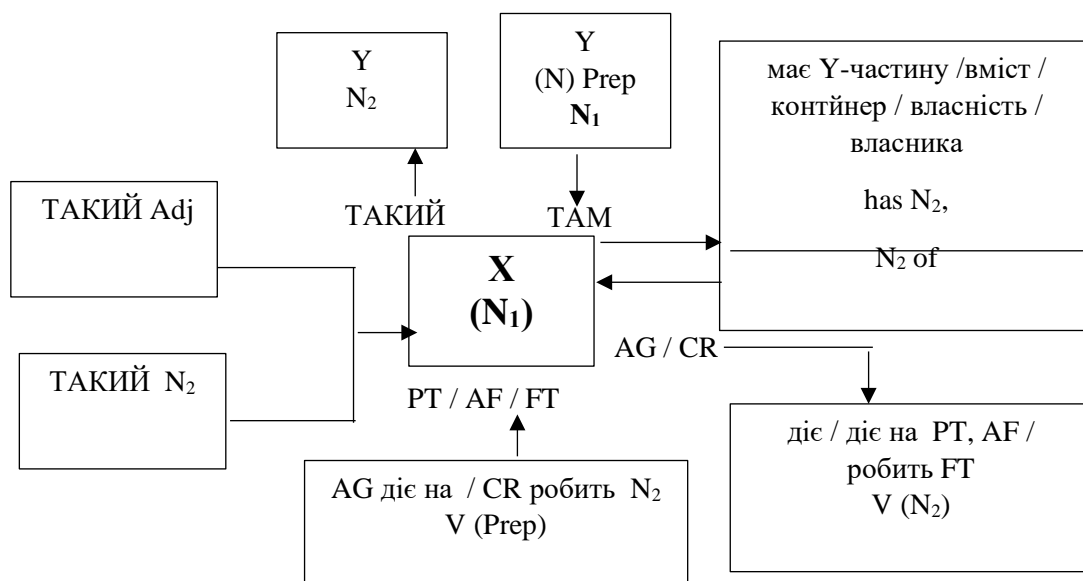 Y
N₂
Y
(N) Prep
N₁
має Y-частину /вміст /
контйнер / власність /
власника
has N₂,
N₂ of
ТАКИЙ Adj
ТАКИЙ
ТАМ
X
(N₁)
ТАКИЙ N₂
PT / AF / FT
AG / CR
AG діє на / CR робить N₂
V (Prep)
діє / діє на PT, AF /
робить FT
V (N₂)